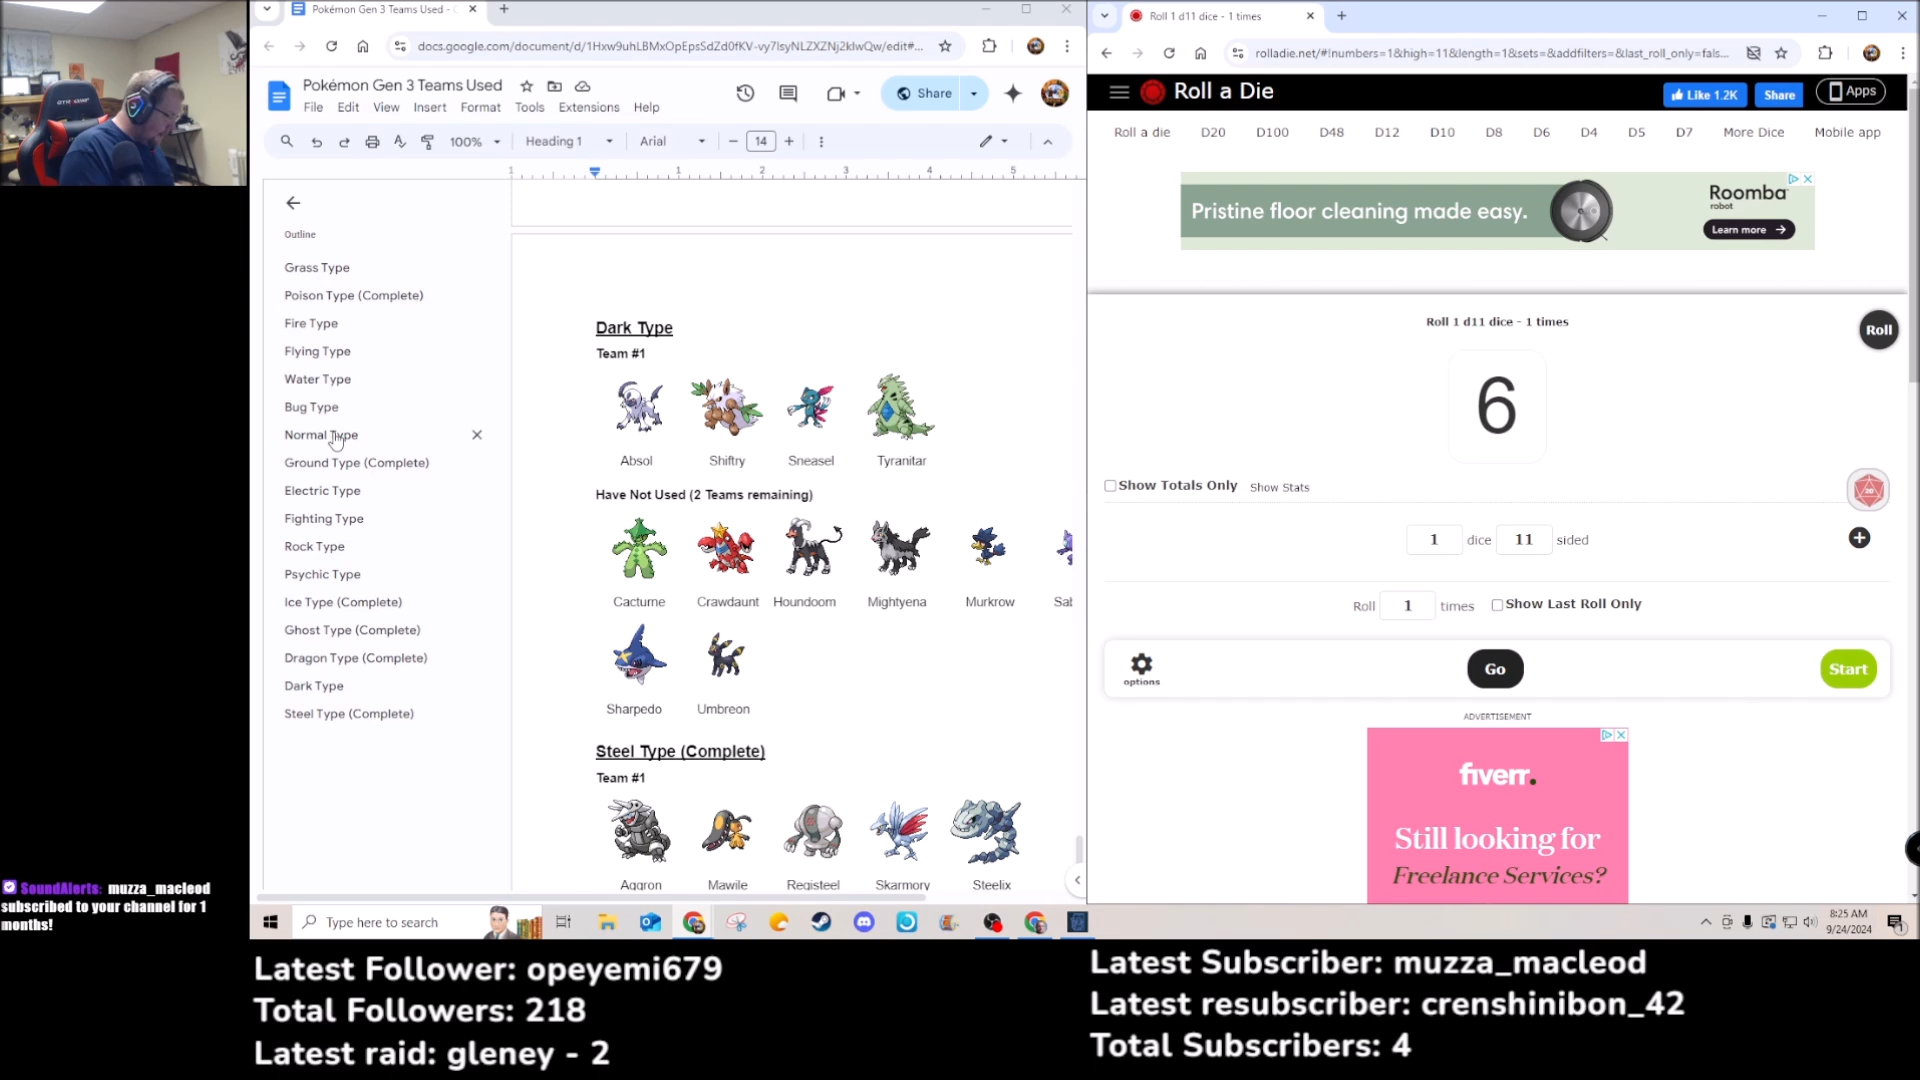 Pokémon Gen 3 Teams Used -
docs.google.com/document/d/1Hxw9uhLBMxOpEpsSdZd0fKV-vy7lsyNLZXZNj2klwQw/edit#...
Pokémon Gen 3 Teams Used
Share
File Edit View Insert Format Tools Extensions Help
100% Heading 1 Arial 14
1 1 2 3 4 5
Outline
Grass Type
Poison Type (Complete)
Fire Type
Flying Type
Water Type
Bug Type
Normal Type
Ground Type (Complete)
Electric Type
Fighting Type
Rock Type
Psychic Type
Ice Type (Complete)
Ghost Type (Complete)
Dragon Type (Complete)
Dark Type
Steel Type (Complete)
Dark Type
Team #1
Absol Shiftry Sneasel Tyranitar
Have Not Used (2 Teams remaining)
Cacturne Crawdaunt Houndoom Mightyena Murkrow Sab
Sharpedo Umbreon
Steel Type (Complete)
Team #1
Aggron Mawile Registeel Skarmory Steelix
Roll 1 d11 dice - 1 times
rolladie.net/#!numbers=1&high=11&length=1&sets=&addfilters=&last_roll_only=fals...
Roll a Die
Like 1.2K Share Apps
Roll a die D20 D100 D48 D12 D10 D8 D6 D4 D5 D7 More Dice Mobile app
Pristine floor cleaning made easy.
Roomba
robot
Learn more
Roll 1 d11 dice - 1 times
Roll
6
Show Totals Only Show Stats
20
1 dice 11 sided
Roll 1 times Show Last Roll Only
options Go Start
ADVERTISEMENT
fiverr.
Still looking for
Freelance Services?
Type here to search
8:25 AM
9/24/2024
1
SoundAlerts: muzza_macleod
subscribed to your channel for 1
months!
Latest Follower: opeyemi679
Total Followers: 218
Latest raid: gleney - 2
Latest Subscriber: muzza_macleod
Latest resubscriber: crenshinibon_42
Total Subscribers: 4